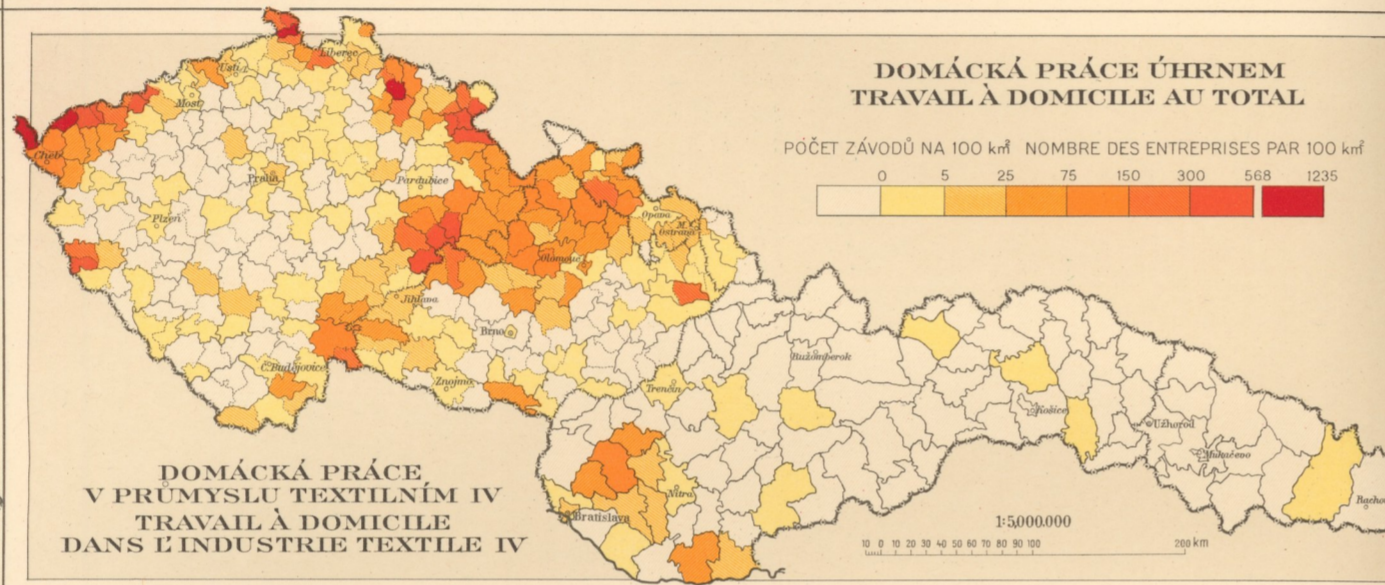 DOMÁCKÁ PRÁCE ÚHRNEM
TRAVAIL À DOMICILE AU TOTAL
POČET ZÁVODŮ NA 100 km² NOMBRE DES ENTREPRISES PAR 100 km²
0 5 25 75 150 300 568 1235
Liberec
Ústí
Most
Cheb
Praha
Pardubice
Plzeň
Opava
M. Ostrava
Olomouc
Jihlava
Brno
Č. Budějovice
Znojmo
Trenčín
Ružomberok
Košice
Užhorod
Mukačevo
Nitra
Bratislava
Racho
DOMÁCKÁ PRÁCE
V PRŮMYSLU TEXTILNÍM IV
TRAVAIL À DOMICILE
DANS L'INDUSTRIE TEXTILE IV
1:5,000.000
10 0 10 20 30 40 50 60 70 80 90 100 200 km